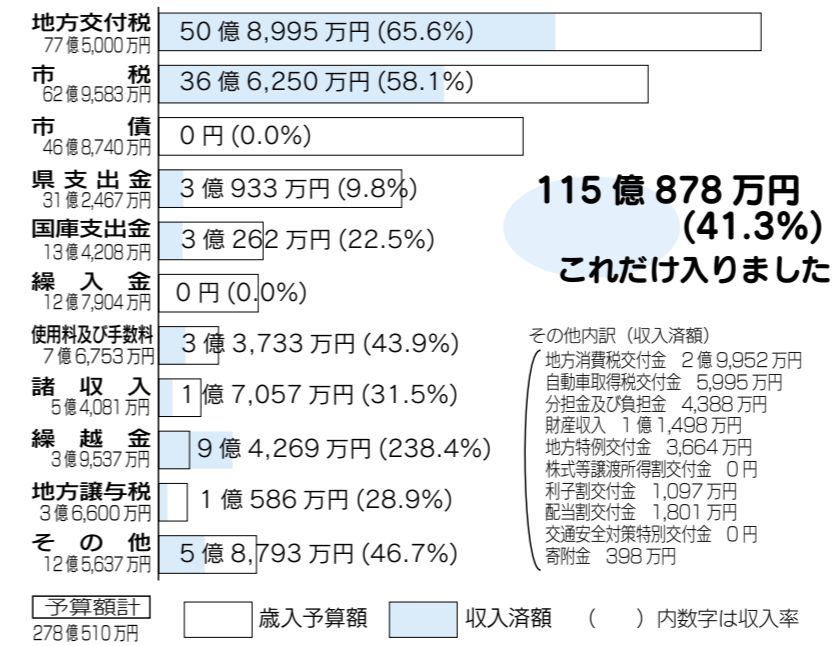 地方交付税
77億5,000万円
50億8,995万円(65.6%)
市税
62億9,583万円
36億6,250万円(58.1%)
市債
46億8,740万円
0円(0.0%)
県支出金
31億2,467万円
3億933万円(9.8%)
国庫支出金
13億4,208万円
3億262万円(22.5%)
繰入金
12億7,904万円
0円(0.0%)
使用料及び手数料
7億6,753万円
3億3,733万円(43.9%)
諸収入
5億4,081万円
1億7,057万円(31.5%)
繰越金
3億9,537万円
9億4,269万円(238.4%)
地方譲与税
3億6,600万円
1億586万円(28.9%)
その他
12億5,637万円
5億8,793万円(46.7%)
115億878万円
(41.3%)
これだけ入りました
その他内訳（収入済額）
地方消費税交付金 2億9,952万円
自動車取得税交付金 5,995万円
分担金及び負担金 4,388万円
財産収入 1億1,498万円
地方特例交付金 3,664万円
株式等譲渡所得割交付金 0円
利子割交付金 1,097万円
配当割交付金 1,801万円
交通安全対策特別交付金 0円
寄附金 398万円
予算額計
278億510万円
歳入予算額 収入済額 （ ）内数字は収入率